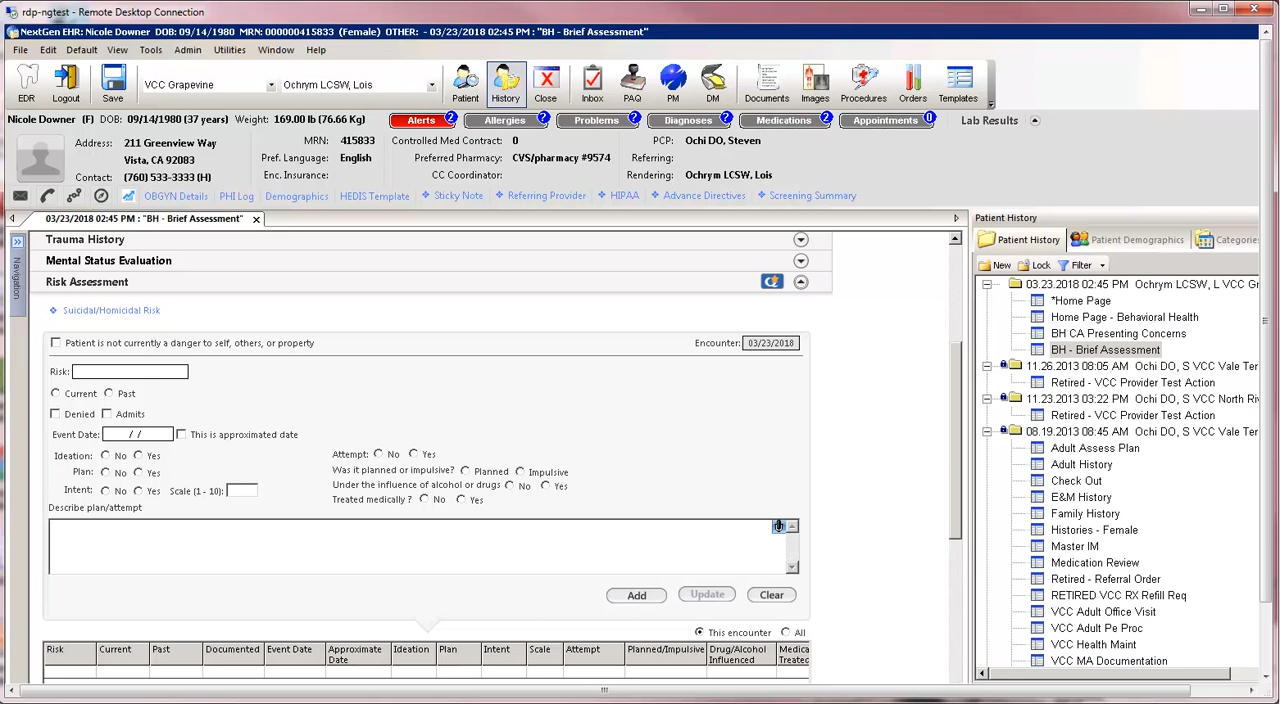 rdp-ngtest - Remote Desktop Connection
NextGen EHR: Nicole Downer DOB: 09/14/1980 MRN: 000000415833 (Female) OTHER: - 03/23/2018 02:45 PM : "BH - Brief Assessment"
File Edit Default View Tools Admin Utilities Window Help
VCC Grapevine Ochrym LCSW, Lois
EDR Logout Save Patient History Close Inbox PAQ PM DM Documents Images Procedures Orders Templates
Nicole Downer (F) DOB: 09/14/1980 (37 years) Weight: 169.00 lb (76.66 Kg) Alerts 2 Allergies ? Problems ? Diagnoses ? Medications 2 Appointments 0 Lab Results
Address: 211 Greenview Way MRN: 415833 Controlled Med Contract: 0 PCP: Ochi DO, Steven
Vista, CA 92083 Pref. Language: English Preferred Pharmacy: CVS/pharmacy #9574 Referring:
Contact: (760) 533-3333 (H) Enc. Insurance: CC Coordinator: Rendering: Ochrym LCSW, Lois
OBGYN Details PHI Log Demographics HEDIS Template Sticky Note Referring Provider HIPAA Advance Directives Screening Summary
03/23/2018 02:45 PM : "BH - Brief Assessment"
Navigation
Trauma History
Mental Status Evaluation
Risk Assessment
Suicidal/Homicidal Risk
Patient is not currently a danger to self, others, or property Encounter: 03/23/2018
Risk:
Current Past
Denied Admits
Event Date: / / This is approximated date
Ideation: No Yes Attempt: No Yes
Plan: No Yes Was it planned or impulsive? Planned Impulsive
Under the influence of alcohol or drugs? No Yes
Intent: No Yes Scale (1 - 10): Treated medically ? No Yes
Describe plan/attempt
Add Update Clear
This encounter All
Risk Current Past Documented Event Date Approximate Date Ideation Plan Intent Scale Attempt Planned/Impulsive Drug/Alcohol Influenced Medica Treated
Patient History
Patient History Patient Demographics Categorie
New Lock Filter
03.23.2018 02:45 PM Ochrym LCSW, L VCC Gr
*Home Page
Home Page - Behavioral Health
BH CA Presenting Concerns
BH - Brief Assessment
11.26.2013 08:05 AM Ochi DO, S VCC Vale Ter
Retired - VCC Provider Test Action
11.23.2013 03:22 PM Ochi DO, S VCC North Ri
Retired - VCC Provider Test Action
08.19.2013 08:45 AM Ochi DO, S VCC Vale Ter
Adult Assess Plan
Adult History
Check Out
E&M History
Family History
Histories - Female
Master IM
Medication Review
Retired - Referral Order
RETIRED VCC RX Refill Req
VCC Adult Office Visit
VCC Adult Pe Proc
VCC Health Maint
VCC MA Documentation